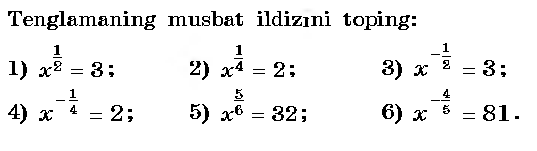 Tenglamaning musbat ildizini toping:
1) $x^{\frac{1}{2}} = 3$; 2) $x^{\frac{1}{4}} = 2$; 3) $x^{-\frac{1}{2}} = 3$;
4) $x^{-\frac{1}{4}} = 2$; 5) $x^{\frac{5}{6}} = 32$; 6) $x^{-\frac{4}{5}} = 81$.